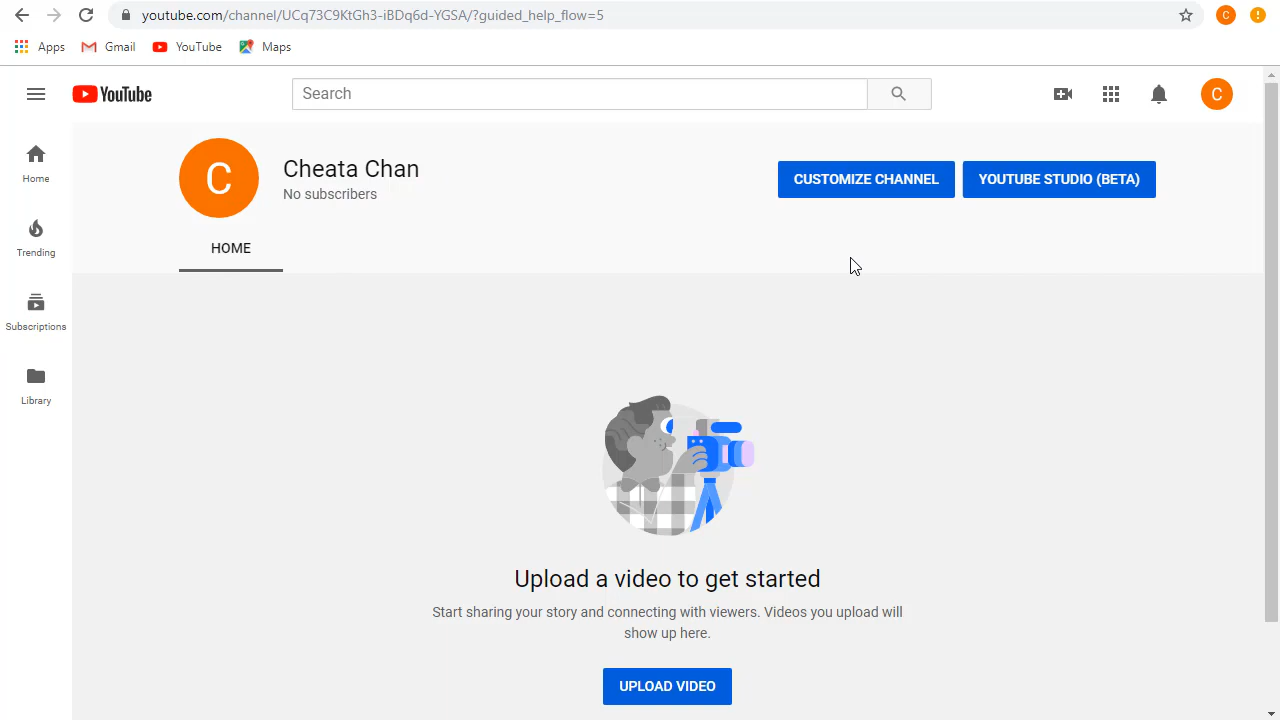 youtube.com/channel/UCq73C9KtGh3-iBDq6d-YGSA/?guided_help_flow=5
C
Apps
Gmail
YouTube
Maps
YouTube
Search
C
Home
Trending
Subscriptions
Library
C
Cheata Chan
No subscribers
CUSTOMIZE CHANNEL
YOUTUBE STUDIO (BETA)
HOME
Upload a video to get started
Start sharing your story and connecting with viewers. Videos you upload will
show up here.
UPLOAD VIDEO